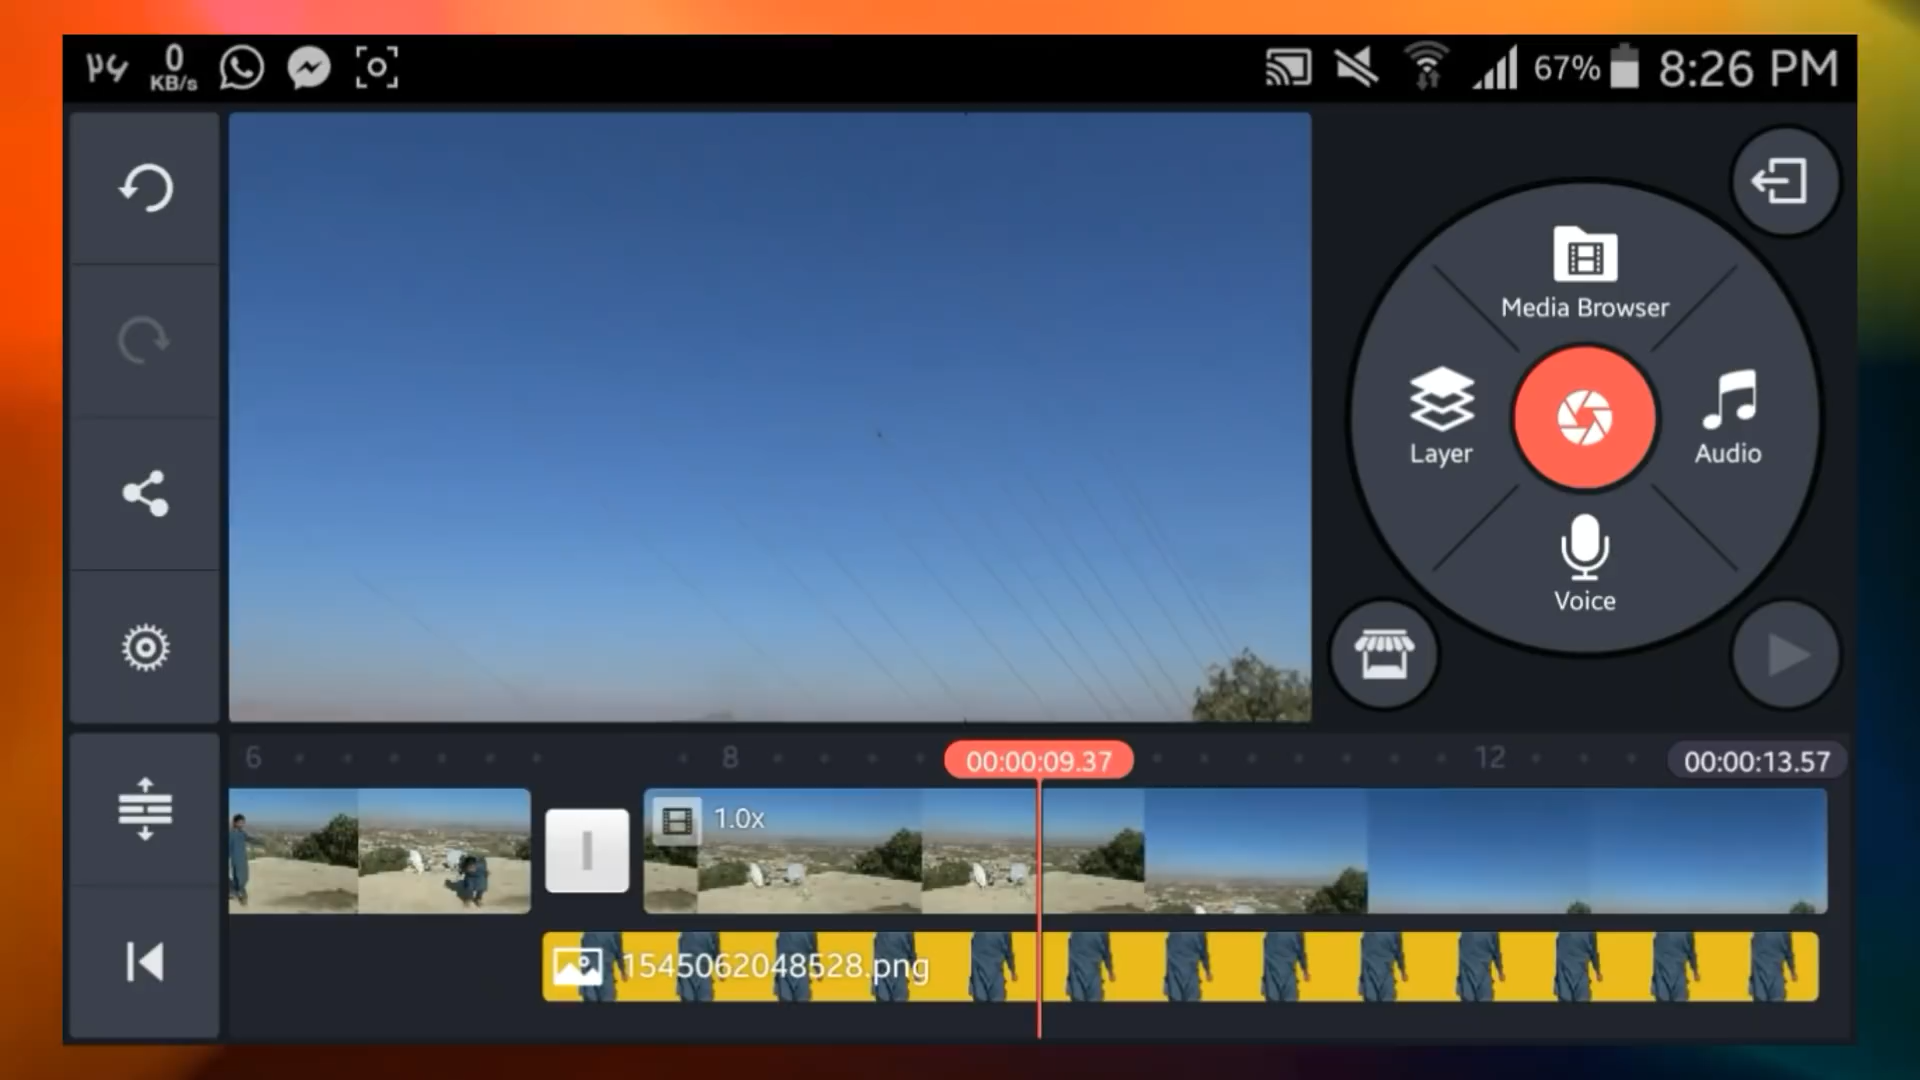 ۲۶ 0 KB/s 67% 8:26 PM
Media Browser
Layer
Audio
Voice
6 8 00:00:09.37 12 00:00:13.57
1.0x
1545062048528.png